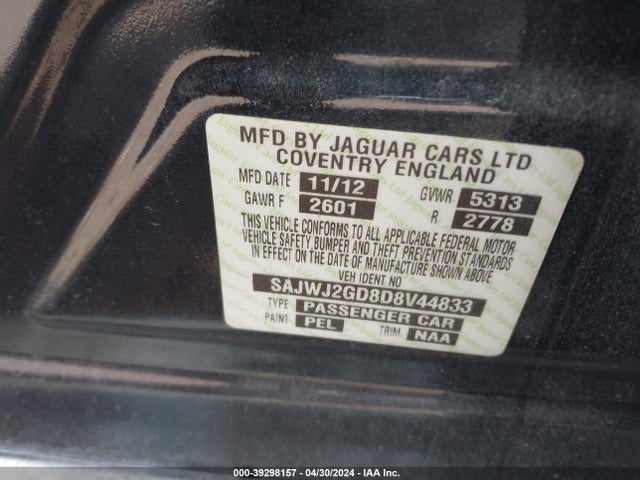 MFD BY JAGUAR CARS LTD
COVENTRY ENGLAND
MFD DATE 11/12 GVWR 5313
GAWR F 2601 R 2778
THIS VEHICLE CONFORMS TO ALL APPLICABLE FEDERAL MOTOR
VEHICLE SAFETY, BUMPER AND THEFT PREVENTION STANDARDS
IN EFFECT ON THE DATE OF MANUFACTURE SHOWN ABOVE
VEH IDENT NO
SAJWJ2GD8D8V44833
TYPE PASSENGER CAR
PAINT PEL TRIM NAA
000-39298157 - 04/30/2024 - IAA Inc.